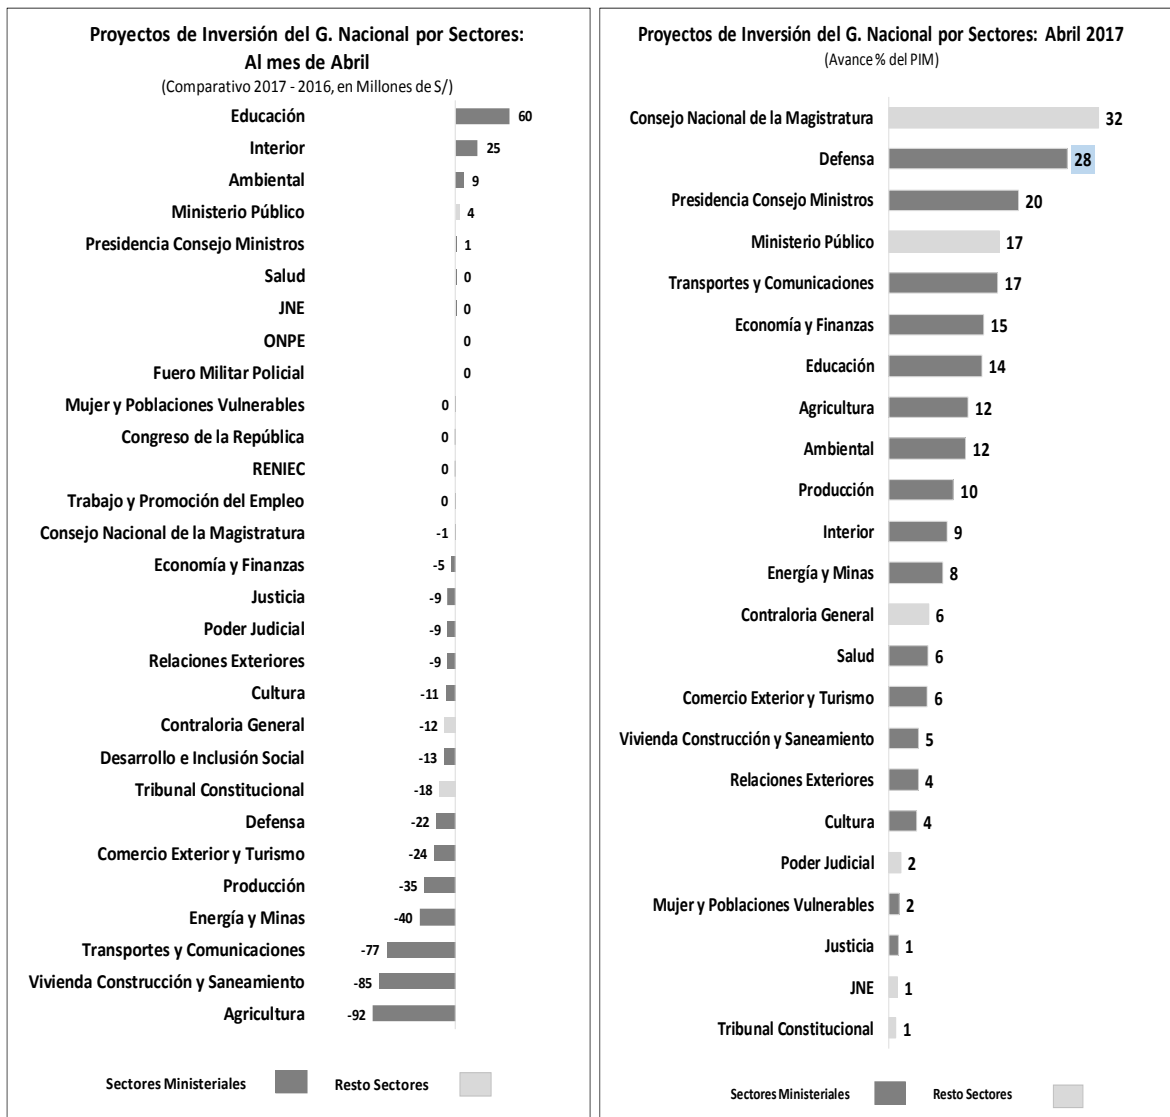 Proyectos de Inversión del G. Nacional por Sectores:
Al mes de Abril
(Comparativo 2017 - 2016, en Millones de S/)
Educación 60
Interior 25
Ambiental 9
Ministerio Público 4
Presidencia Consejo Ministros 1
Salud 0
JNE 0
ONPE 0
Fuero Militar Policial 0
Mujer y Poblaciones Vulnerables 0
Congreso de la República 0
RENIEC 0
Trabajo y Promoción del Empleo 0
Consejo Nacional de la Magistratura -1
Economía y Finanzas -5
Justicia -9
Poder Judicial -9
Relaciones Exteriores -9
Cultura -11
Contraloria General -12
Desarrollo e Inclusión Social -13
Tribunal Constitucional -18
Defensa -22
Comercio Exterior y Turismo -24
Producción -35
Energía y Minas -40
Transportes y Comunicaciones -77
Vivienda Construcción y Saneamiento -85
Agricultura -92
Sectores Ministeriales Resto Sectores
Proyectos de Inversión del G. Nacional por Sectores: Abril 2017
(Avance % del PIM)
Consejo Nacional de la Magistratura 32
Defensa 28
Presidencia Consejo Ministros 20
Ministerio Público 17
Transportes y Comunicaciones 17
Economía y Finanzas 15
Educación 14
Agricultura 12
Ambiental 12
Producción 10
Interior 9
Energía y Minas 8
Contraloria General 6
Salud 6
Comercio Exterior y Turismo 6
Vivienda Construcción y Saneamiento 5
Relaciones Exteriores 4
Cultura 4
Poder Judicial 2
Mujer y Poblaciones Vulnerables 2
Justicia 1
JNE 1
Tribunal Constitucional 1
Sectores Ministeriales Resto Sectores